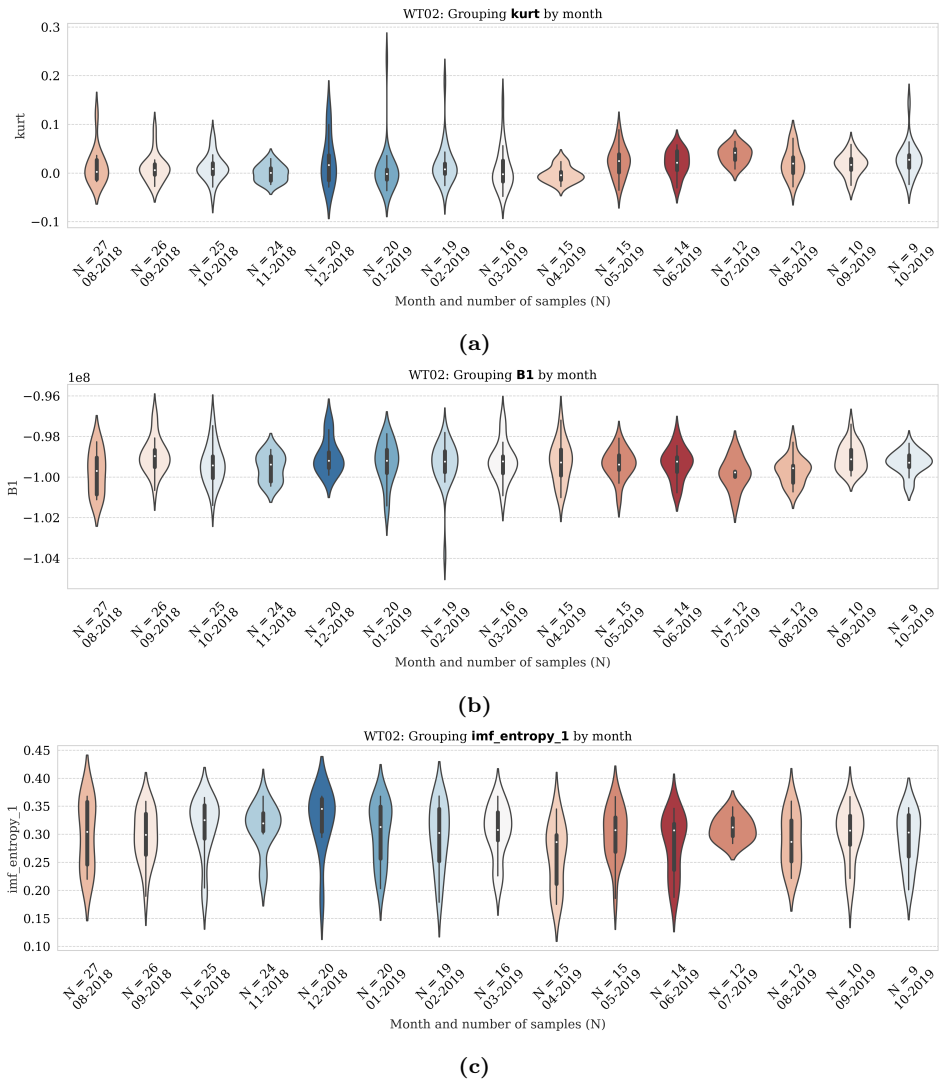 WT02: Grouping kurt by month
0.3
0.2
0.1
0.0
−0.1
kurt
N = 27
08-2018
N = 26
09-2018
N = 25
10-2018
N = 24
11-2018
N = 20
12-2018
N = 20
01-2019
N = 19
02-2019
N = 16
03-2019
N = 15
04-2019
N = 15
05-2019
N = 14
06-2019
N = 12
07-2019
N = 12
08-2019
N = 10
09-2019
N = 9
10-2019
Month and number of samples (N)
(a)
1e8
WT02: Grouping B1 by month
−0.96
−0.98
−1.00
−1.02
−1.04
B1
N = 27
08-2018
N = 26
09-2018
N = 25
10-2018
N = 24
11-2018
N = 20
12-2018
N = 20
01-2019
N = 19
02-2019
N = 16
03-2019
N = 15
04-2019
N = 15
05-2019
N = 14
06-2019
N = 12
07-2019
N = 12
08-2019
N = 10
09-2019
N = 9
10-2019
Month and number of samples (N)
(b)
WT02: Grouping imf_entropy_1 by month
0.45
0.40
0.35
0.30
0.25
0.20
0.15
0.10
imf_entropy_1
N = 27
08-2018
N = 26
09-2018
N = 25
10-2018
N = 24
11-2018
N = 20
12-2018
N = 20
01-2019
N = 19
02-2019
N = 16
03-2019
N = 15
04-2019
N = 15
05-2019
N = 14
06-2019
N = 12
07-2019
N = 12
08-2019
N = 10
09-2019
N = 9
10-2019
Month and number of samples (N)
(c)